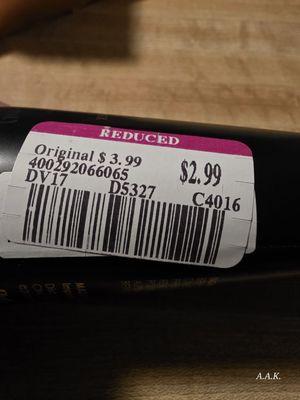 REDUCED
Original $ 3.99
$2.99
400292066065
DV17 D5327 C4016
A.A.K.